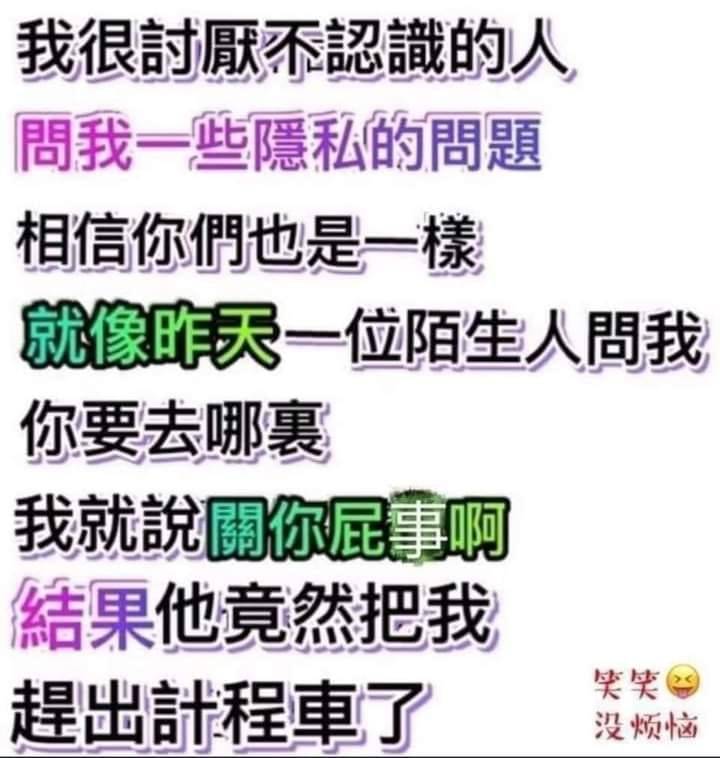 我很討厭不認識的人
問我一些隱私的問題
相信你們也是一樣
就像昨天一位陌生人問我
你要去哪裏
我就說關你屁事啊
結果他竟然把我
趕出計程車了
笑笑😝
没烦恼